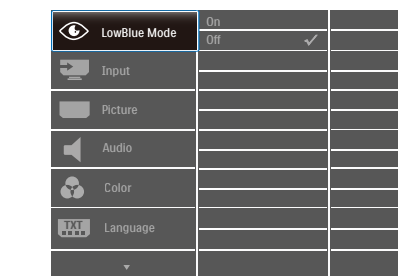 LowBlue Mode
On
Off
Input
Picture
Audio
Color
TXT
Language